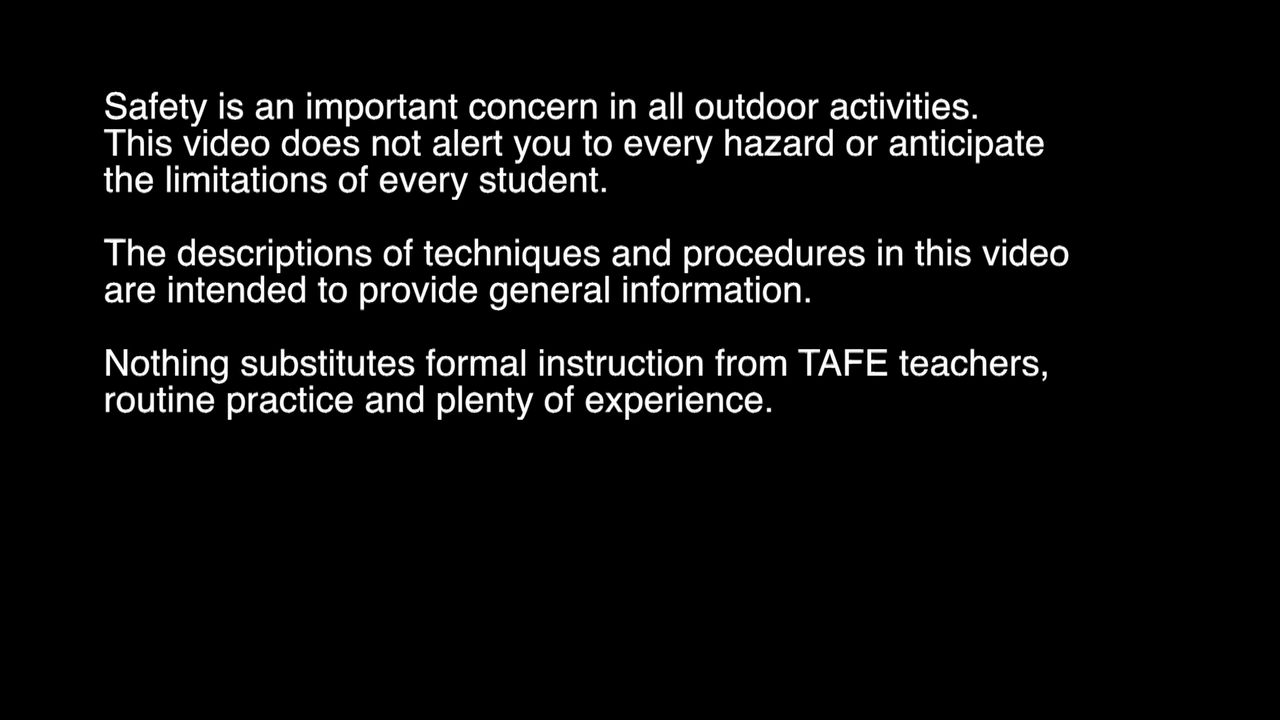 Safety is an important concern in all outdoor activities.
This video does not alert you to every hazard or anticipate
the limitations of every student.
The descriptions of techniques and procedures in this video
are intended to provide general information.
Nothing substitutes formal instruction from TAFE teachers,
routine practice and plenty of experience.